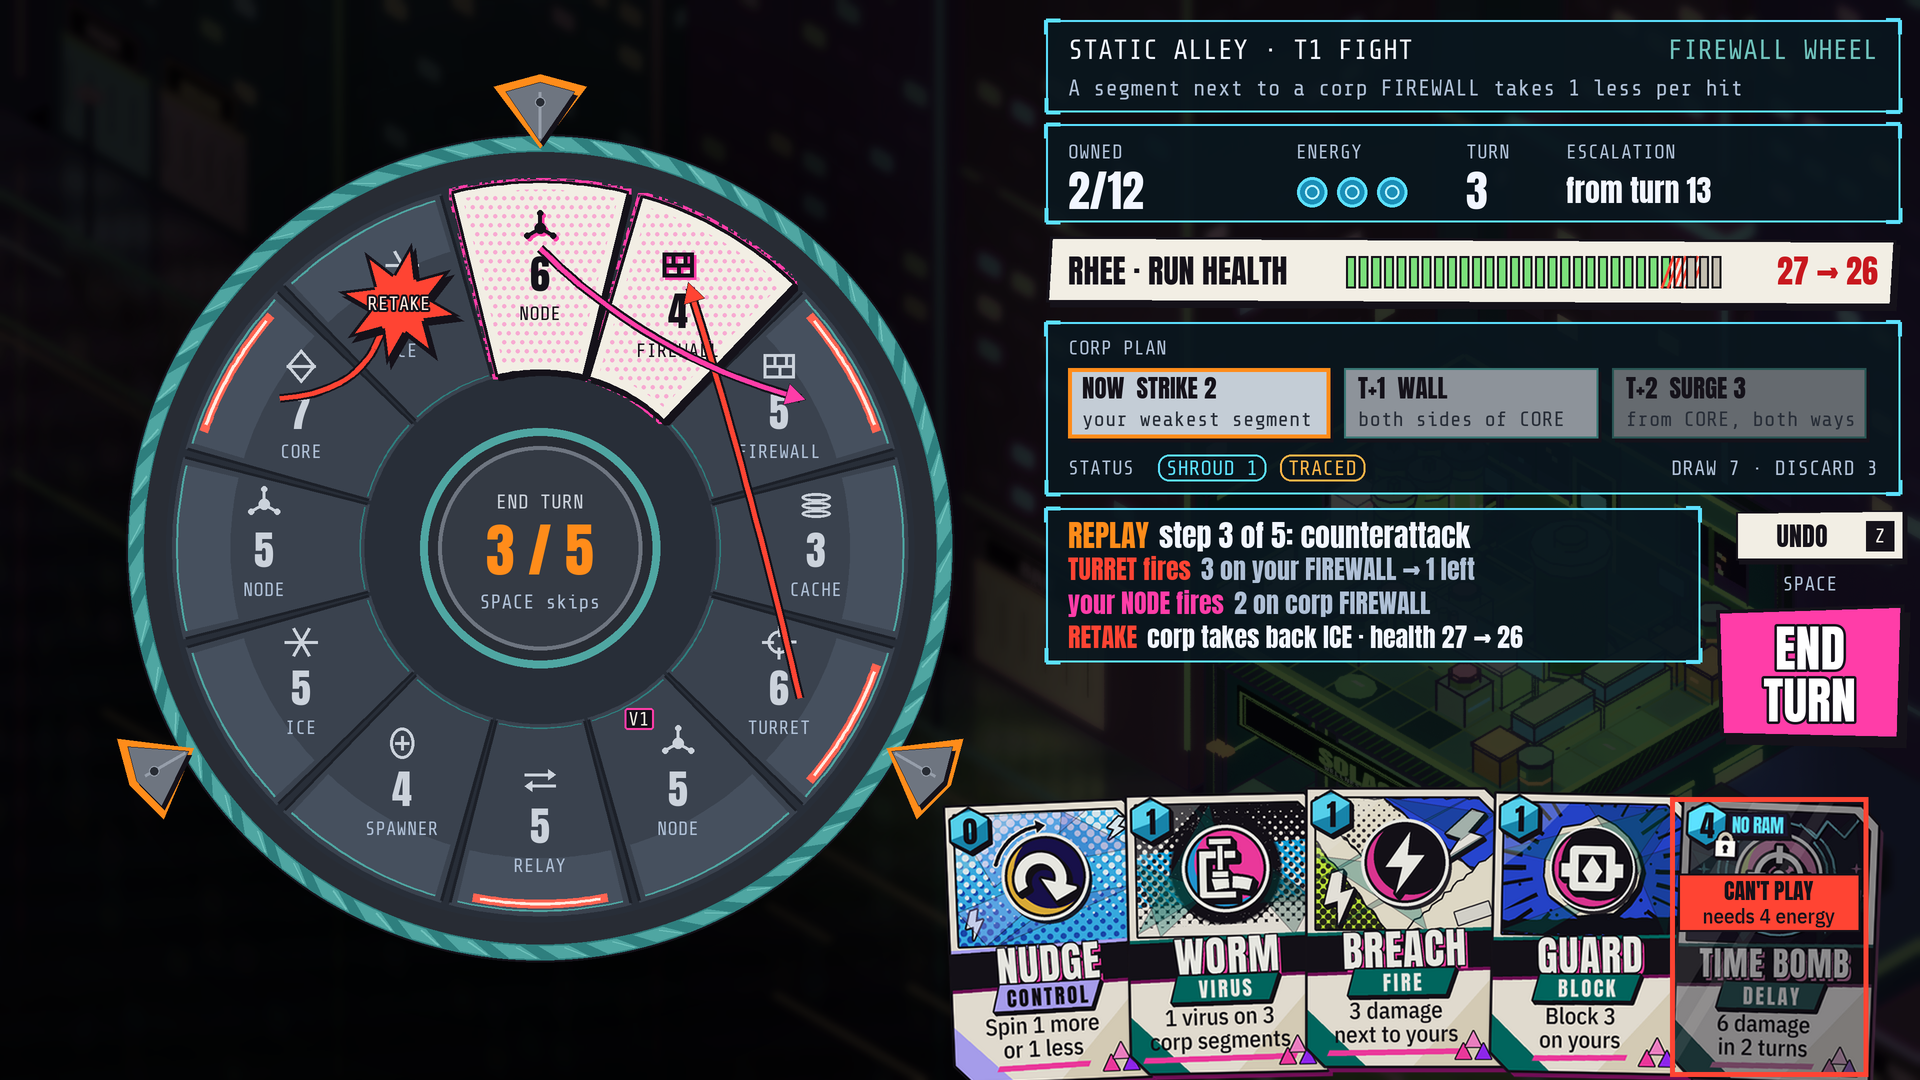 STATIC ALLEY · T1 FIGHT
FIREWALL WHEEL
A segment next to a corp FIREWALL takes 1 less per hit
OWNED
2/12
ENERGY
TURN
3
ESCALATION
from turn 13
RHEE · RUN HEALTH
27 → 26
CORP PLAN
NOW STRIKE 2
your weakest segment
T+1 WALL
both sides of CORE
T+2 SURGE 3
from CORE, both ways
STATUS
SHROUD 1
TRACED
DRAW 7 · DISCARD 3
REPLAY step 3 of 5: counterattack
TURRET fires 3 on your FIREWALL → 1 left
your NODE fires 2 on corp FIREWALL
RETAKE corp takes back ICE · health 27 → 26
UNDO Z
SPACE
END
TURN
6
NODE
4
FIREWALL
5
FIREWALL
3
CACHE
6
TURRET
V1
5
NODE
5
RELAY
4
SPAWNER
5
ICE
5
NODE
7
CORE
RETAKE
END TURN
3 / 5
SPACE skips
0
NUDGE
CONTROL
Spin 1 more
or 1 less
1
WORM
VIRUS
1 virus on 3
corp segments
1
BREACH
FIRE
3 damage
next to yours
1
GUARD
BLOCK
Block 3
on yours
4
NO RAM
CAN'T PLAY
needs 4 energy
TIME BOMB
DELAY
6 damage
in 2 turns